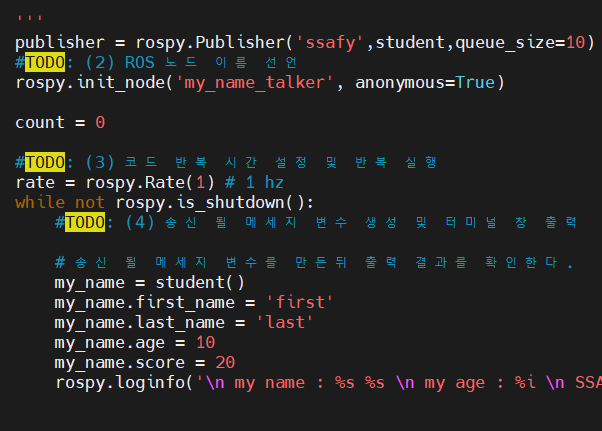 '''
publisher = rospy.Publisher('ssafy',student,queue_size=10)
#TODO: (2) ROS 노드 이름 선언
rospy.init_node('my_name_talker', anonymous=True)
count = 0
#TODO: (3) 코드 반복 시간 설정 및 반복 실행
rate = rospy.Rate(1) # 1 hz
while not rospy.is_shutdown():
#TODO: (4) 송신 될 메세지 변수 생성 및 터미널 창 출력
# 송신 될 메세지 변수를 만든뒤 출력 결과를 확인한다.
my_name = student()
my_name.first_name = 'first'
my_name.last_name = 'last'
my_name.age = 10
my_name.score = 20
rospy.loginfo('\n my name : %s %s \n my age : %i \n SSA